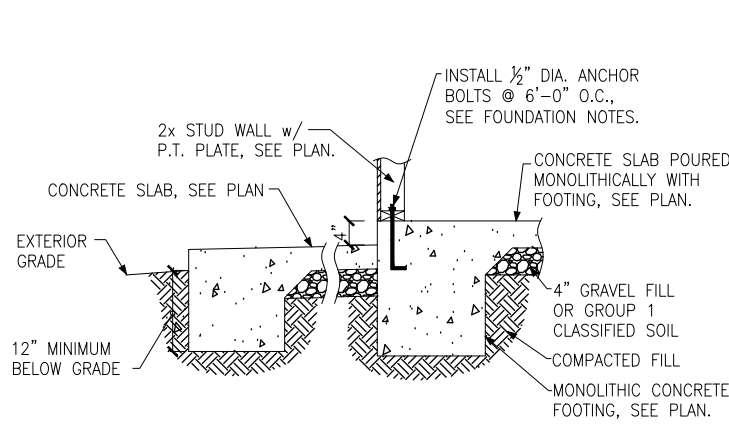 INSTALL ½" DIA. ANCHOR
BOLTS @ 6'-0" O.C.,
SEE FOUNDATION NOTES.
2x STUD WALL w/
P.T. PLATE, SEE PLAN.
CONCRETE SLAB POURED
MONOLITHICALLY WITH
FOOTING, SEE PLAN.
CONCRETE SLAB, SEE PLAN
4"
EXTERIOR
GRADE
4" GRAVEL FILL
OR GROUP 1
CLASSIFIED SOIL
12" MINIMUM
BELOW GRADE
COMPACTED FILL
MONOLITHIC CONCRETE
FOOTING, SEE PLAN.